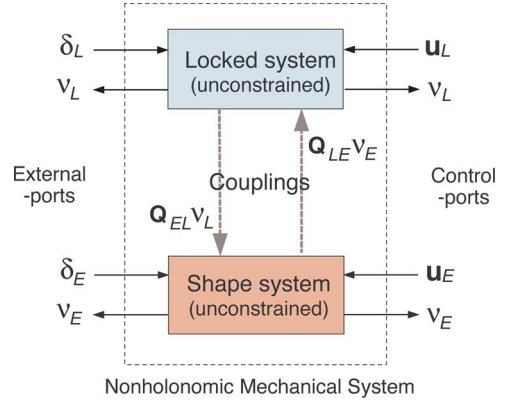 δL
uL
Locked system
(unconstrained)
νL
νL
QLEνE
External
-ports
Couplings
Control
-ports
QELνL
δE
uE
Shape system
(unconstrained)
νE
νE
Nonholonomic Mechanical System